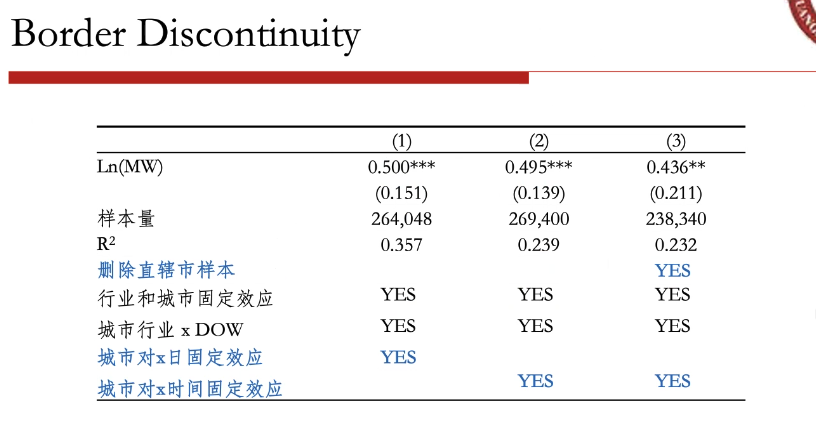 Border Discontinuity
(1) (2) (3)
Ln(MW) 0.500*** 0.495*** 0.436**
(0.151) (0.139) (0.211)
样本量 264,048 269,400 238,340
R² 0.357 0.239 0.232
删除直辖市样本 YES
行业和城市固定效应 YES YES YES
城市行业 x DOW YES YES YES
城市对x日固定效应 YES
城市对x时间固定效应 YES YES